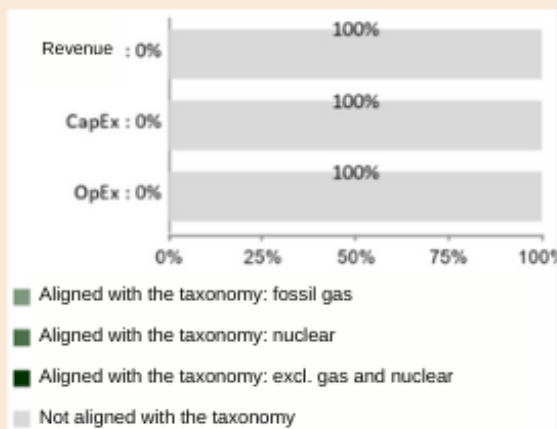 100%
Revenue : 0%
100%
CapEx : 0%
100%
OpEx : 0%
0% 25% 50% 75% 100%
Aligned with the taxonomy: fossil gas
Aligned with the taxonomy: nuclear
Aligned with the taxonomy: excl. gas and nuclear
Not aligned with the taxonomy